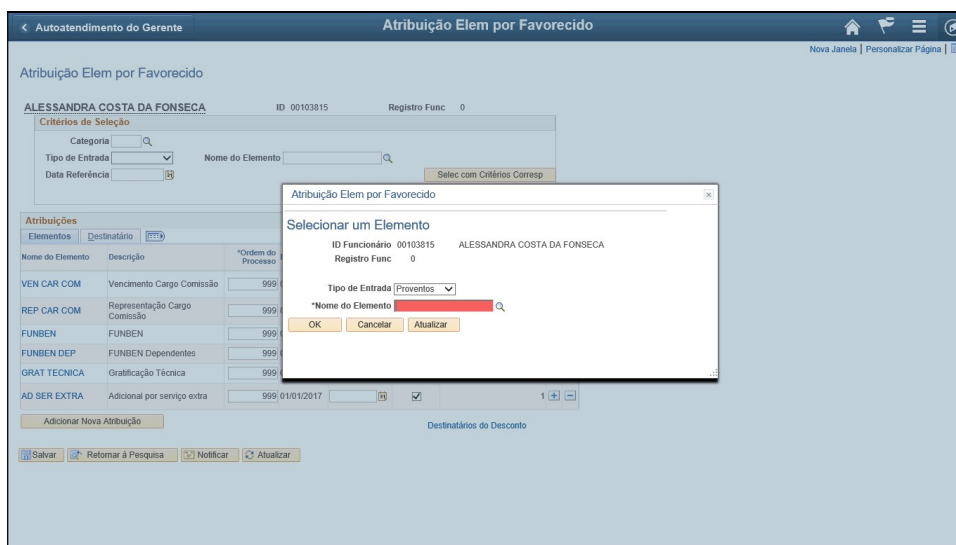 Autoatendimento do Gerente
Atribuição Elem por Favorecido
Nova Janela | Personalizar Página |
Atribuição Elem por Favorecido
ALESSANDRA COSTA DA FONSECA ID 00103815 Registro Func 0
Critérios de Seleção
Categoria
Tipo de Entrada Nome do Elemento
Data Referência Selec com Critérios Corresp
Atribuições
Elementos Destinatário
Nome do Elemento Descrição *Ordem do Processo
VEN CAR COM Vencimento Cargo Comissão 999
REP CAR COM Representação Cargo Comissão 999
FUNBEN FUNBEN 999
FUNBEN DEP FUNBEN Dependentes 999
GRAT TECNICA Gratificação Técnica 999
AD SER EXTRA Adicional por serviço extra 999 01/01/2017 1
Adicionar Nova Atribuição Destinatários do Desconto
Salvar Retornar à Pesquisa Notificar Atualizar
Atribuição Elem por Favorecido
Selecionar um Elemento
ID Funcionário 00103815 ALESSANDRA COSTA DA FONSECA
Registro Func 0
Tipo de Entrada Proventos
*Nome do Elemento
OK Cancelar Atualizar